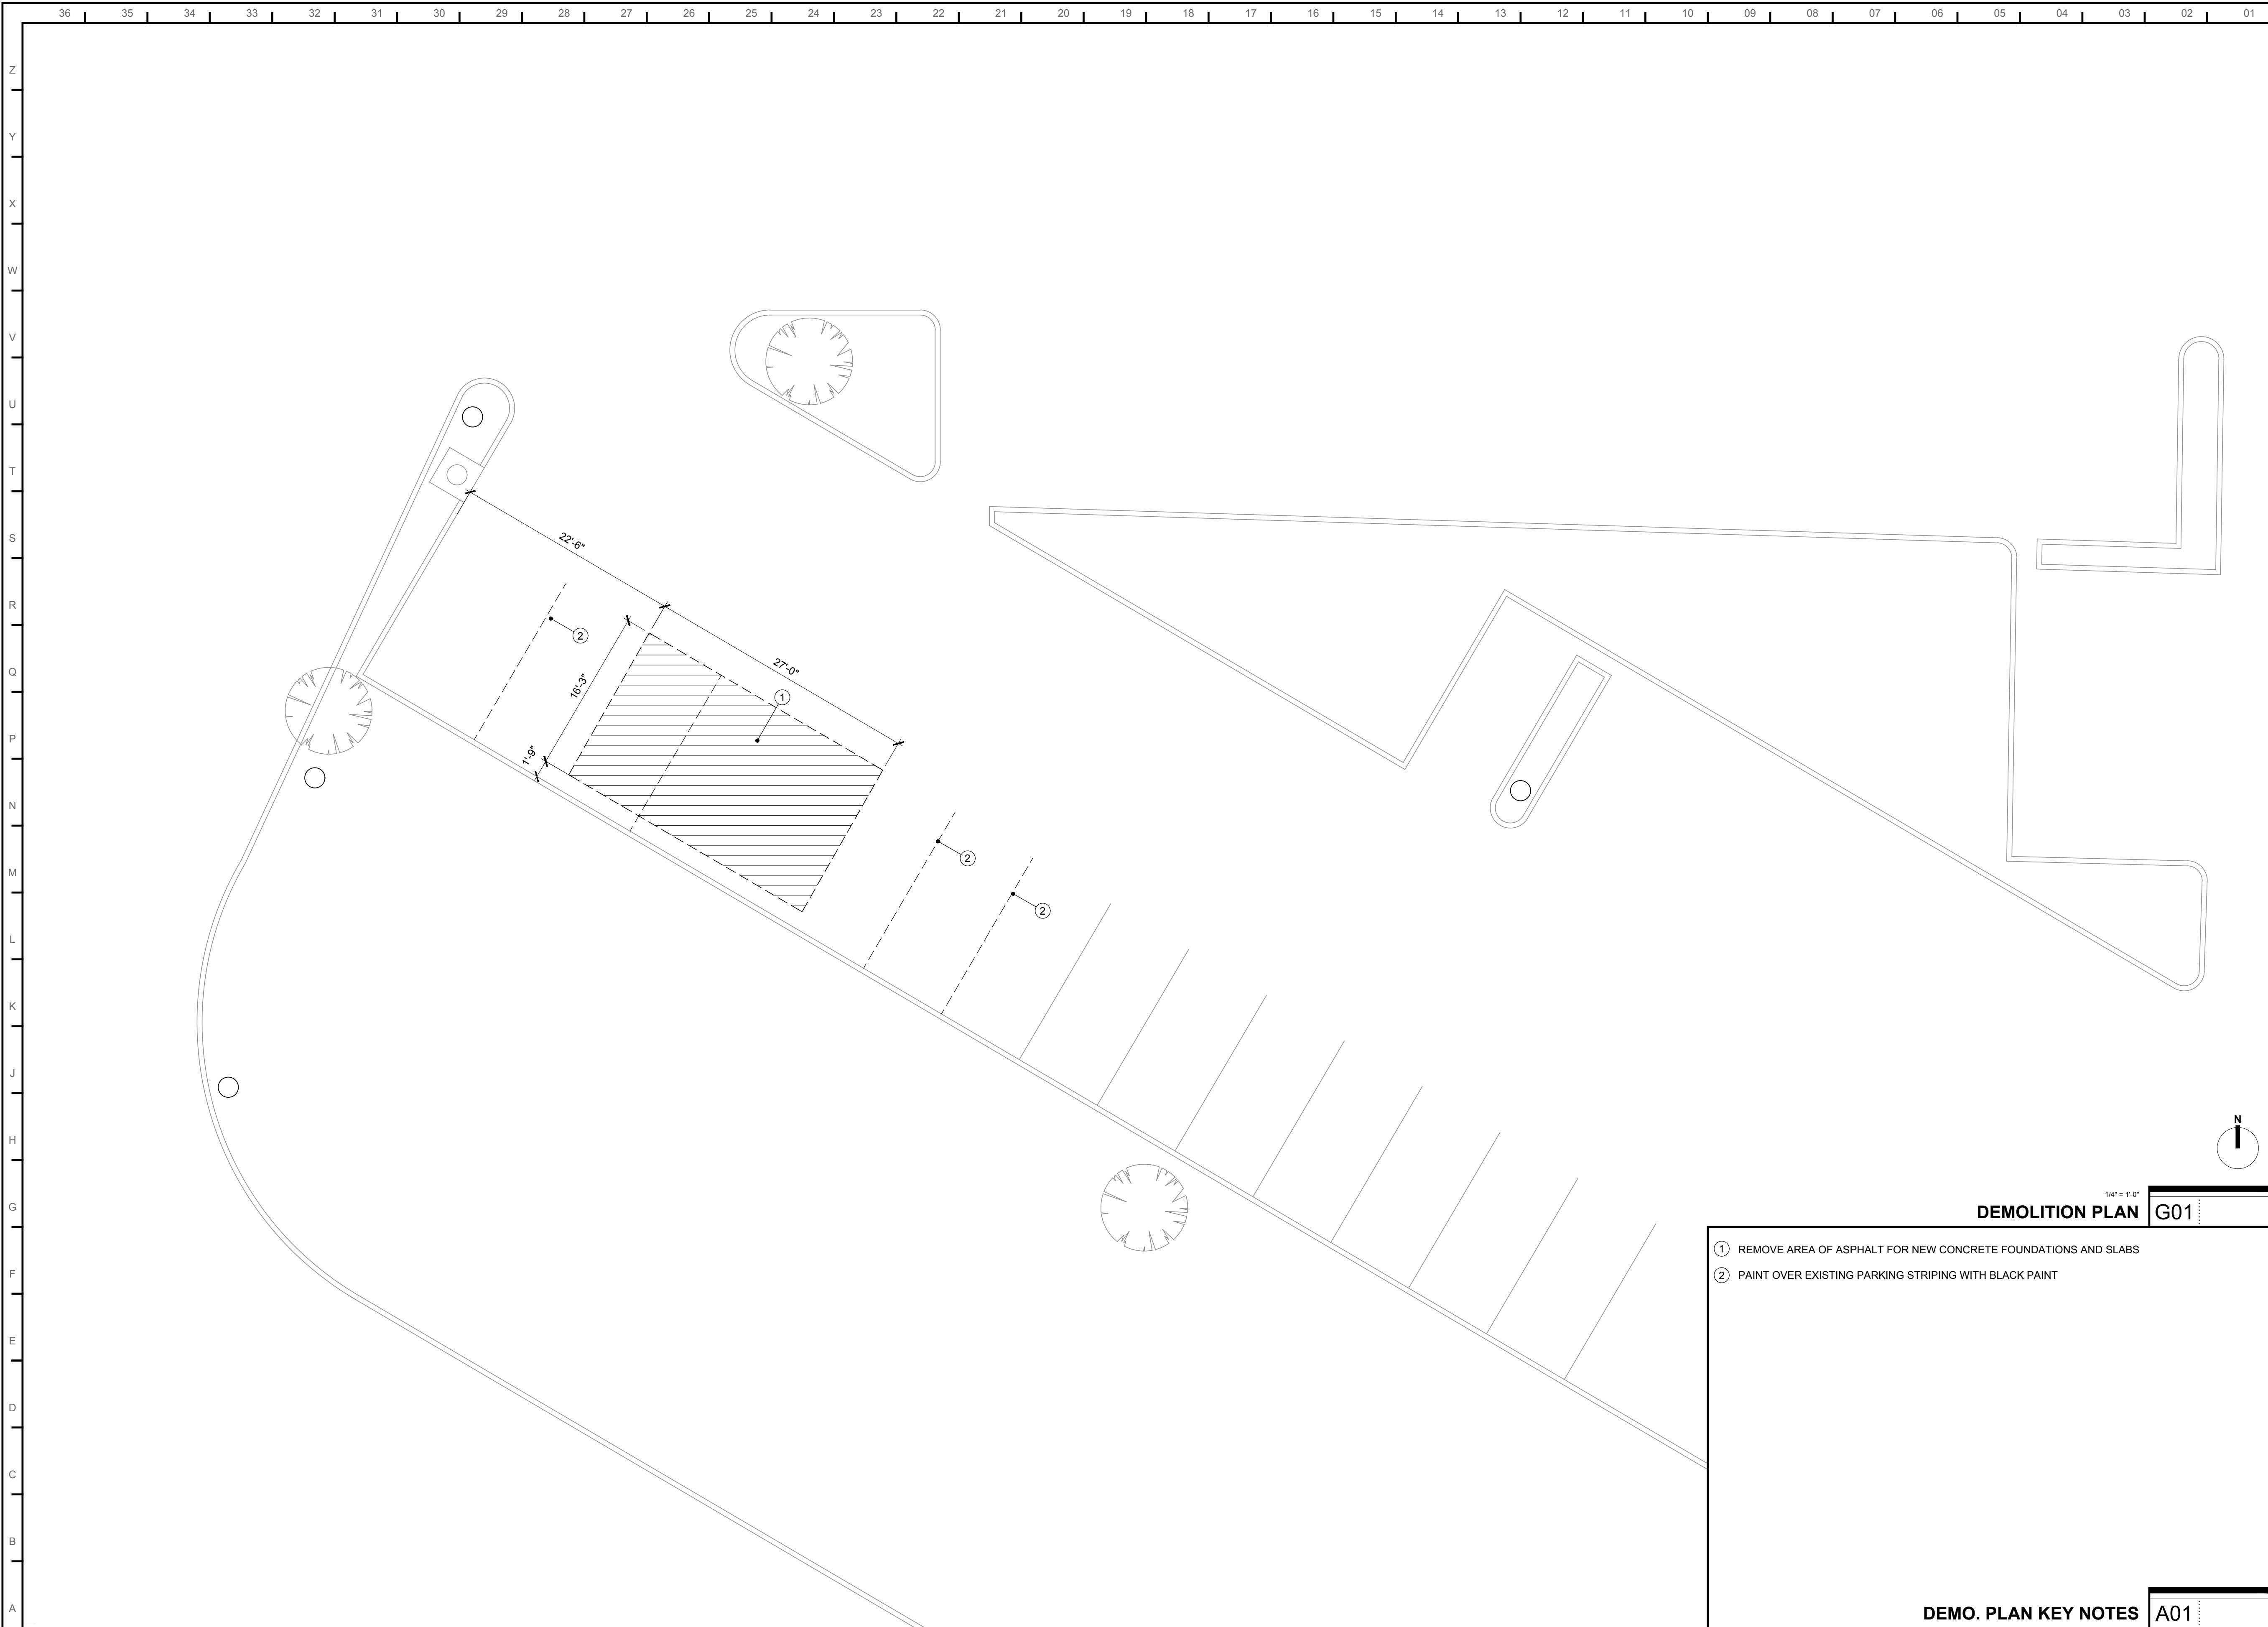 36 35 34 33 32 31 30 29 28 27 26 25 24 23 22 21 20 19 18 17 16 15 14 13 12 11 10 09 08 07 06 05 04 03 02 01
Z
Y
X
W
V
U
T
S
R
Q
P
N
M
L
K
J
H
G
F
E
D
C
B
A
22'-6"
2
27'-0"
16'-3"
1
1'-9"
2
2
N
1/4" = 1'-0"
DEMOLITION PLAN G01
1 REMOVE AREA OF ASPHALT FOR NEW CONCRETE FOUNDATIONS AND SLABS
2 PAINT OVER EXISTING PARKING STRIPING WITH BLACK PAINT
DEMO. PLAN KEY NOTES A01